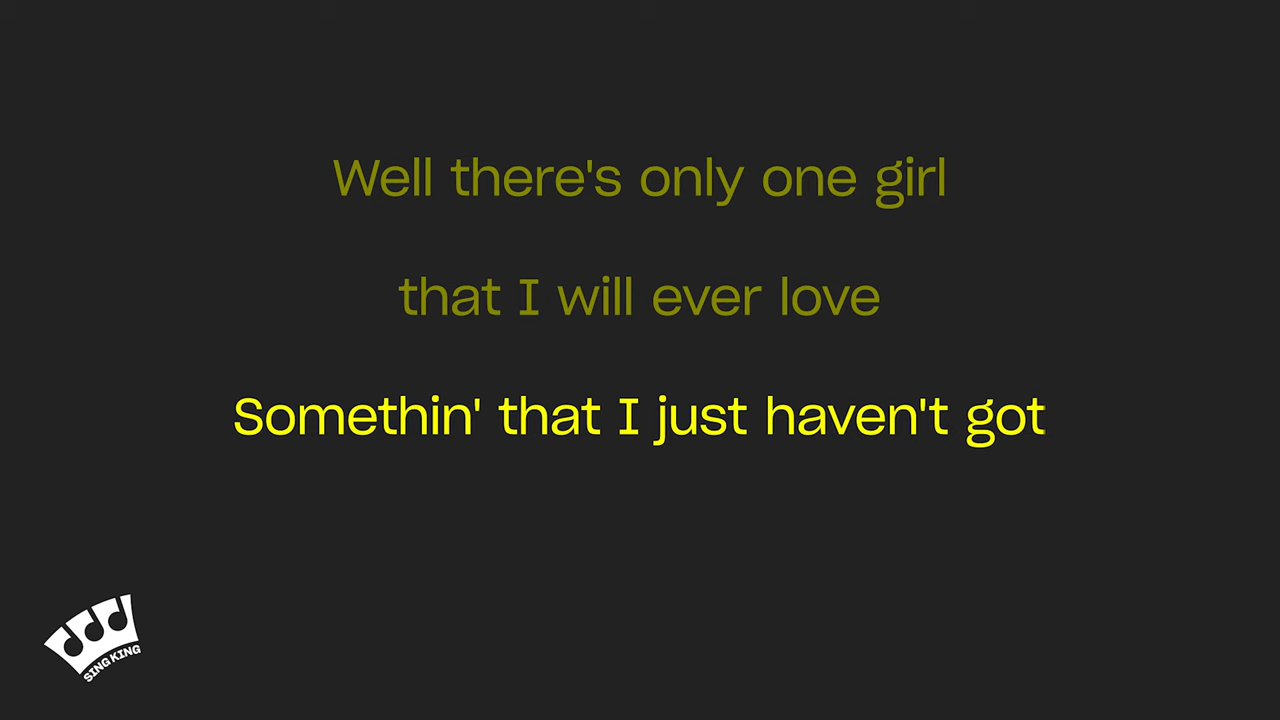 Well there's only one girl
that I will ever love
Somethin' that I just haven't got
SING KING